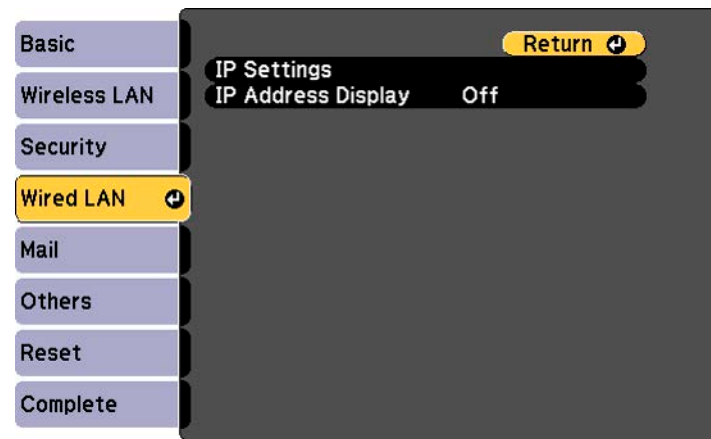 Basic
Wireless LAN
Security
Wired LAN
Mail
Others
Reset
Complete
Return
IP Settings
IP Address Display Off